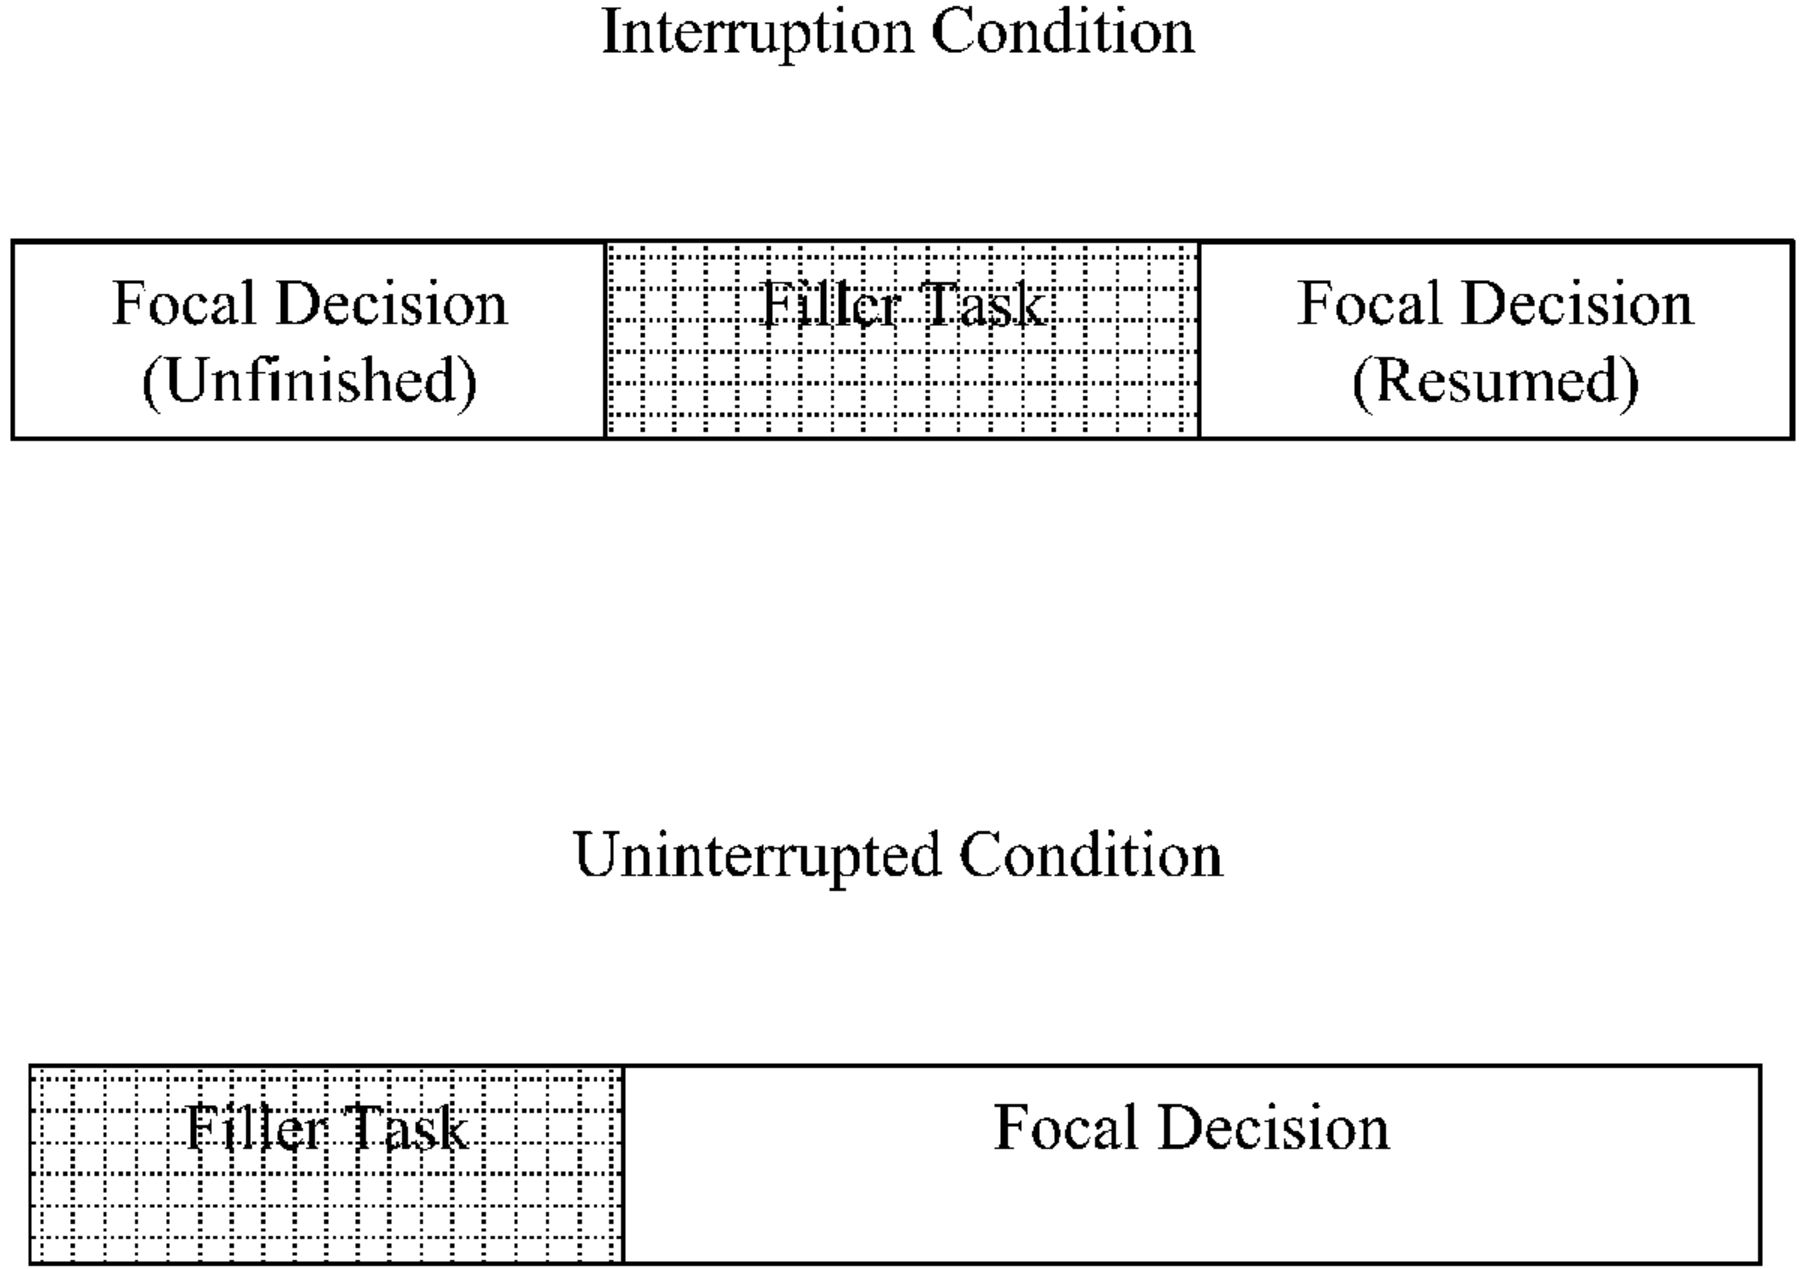 Interruption Condition
Focal Decision
(Unfinished)
Filler Task
Focal Decision
(Resumed)
Uninterrupted Condition
Filler Task
Focal Decision